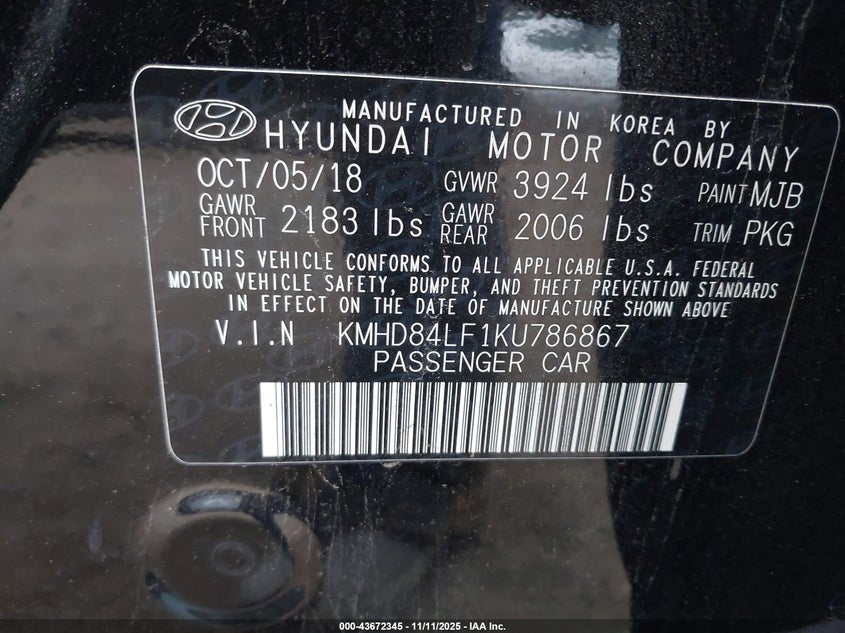 MANUFACTURED IN KOREA BY
HYUNDAI MOTOR COMPANY
OCT/05/18 GVWR 3924 lbs PAINT MJB
GAWR FRONT 2183 lbs GAWR REAR 2006 lbs TRIM PKG
THIS VEHICLE CONFORMS TO ALL APPLICABLE U.S.A. FEDERAL
MOTOR VEHICLE SAFETY, BUMPER, AND THEFT PREVENTION STANDARDS
IN EFFECT ON THE DATE OF MANUFACTURE SHOWN ABOVE
V.I.N KMHD84LF1KU786867
PASSENGER CAR
000-43672345 - 11/11/2025 - IAA Inc.